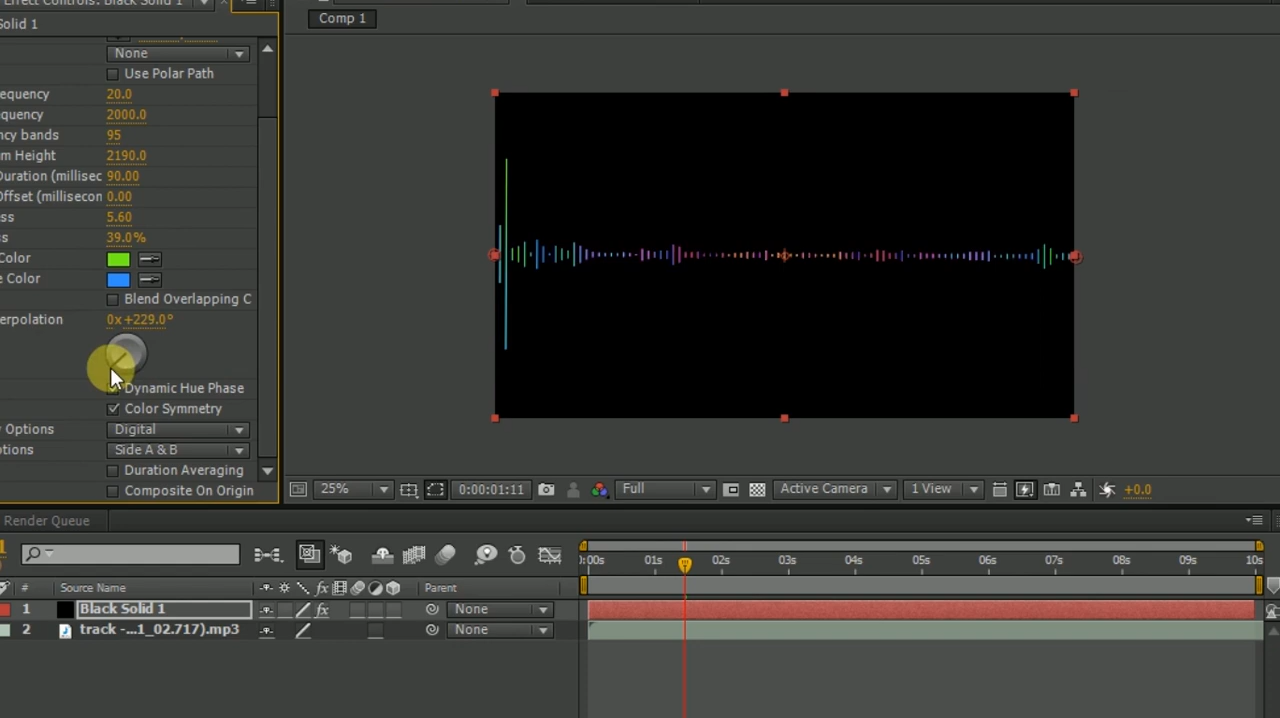 Effect Controls: Black Solid 1
Solid 1
None
Use Polar Path
equency 20.0
quency 2000.0
ncy bands 95
m Height 2190.0
Duration (millisec 90.00
Offset (millisecon 0.00
ss 5.60
s 39.0%
Color
e Color
Blend Overlapping C
erpolation 0x+229.0°
Dynamic Hue Phase
Color Symmetry
Options Digital
ptions Side A & B
Duration Averaging
Composite On Origin
Comp 1
25% 0:00:01:11 Full Active Camera 1 View +0.0
Render Queue
:00s 01s 02s 03s 04s 05s 06s 07s 08s 09s 10s
# Source Name fx Parent
1 Black Solid 1 fx None
2 track -...1_02.717).mp3 None